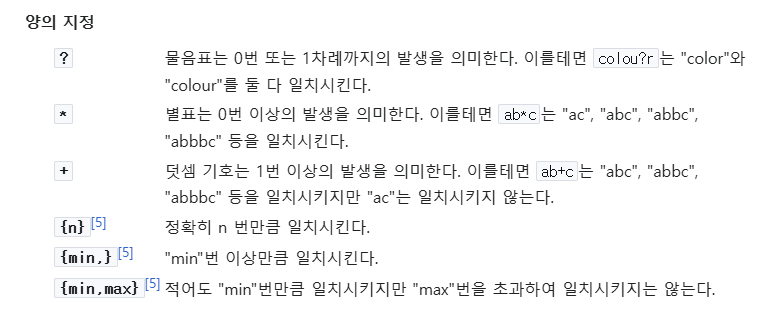 양의 지정
? 물음표는 0번 또는 1차례까지의 발생을 의미한다. 이를테면 colou?r 는 "color"와
"colour"를 둘 다 일치시킨다.
* 별표는 0번 이상의 발생을 의미한다. 이를테면 ab*c 는 "ac", "abc", "abbc",
"abbbc" 등을 일치시킨다.
+ 덧셈 기호는 1번 이상의 발생을 의미한다. 이를테면 ab+c 는 "abc", "abbc",
"abbbc" 등을 일치시키지만 "ac"는 일치시키지 않는다.
{n} [5] 정확히 n 번만큼 일치시킨다.
{min,} [5] "min"번 이상만큼 일치시킨다.
{min,max} [5] 적어도 "min"번만큼 일치시키지만 "max"번을 초과하여 일치시키지는 않는다.